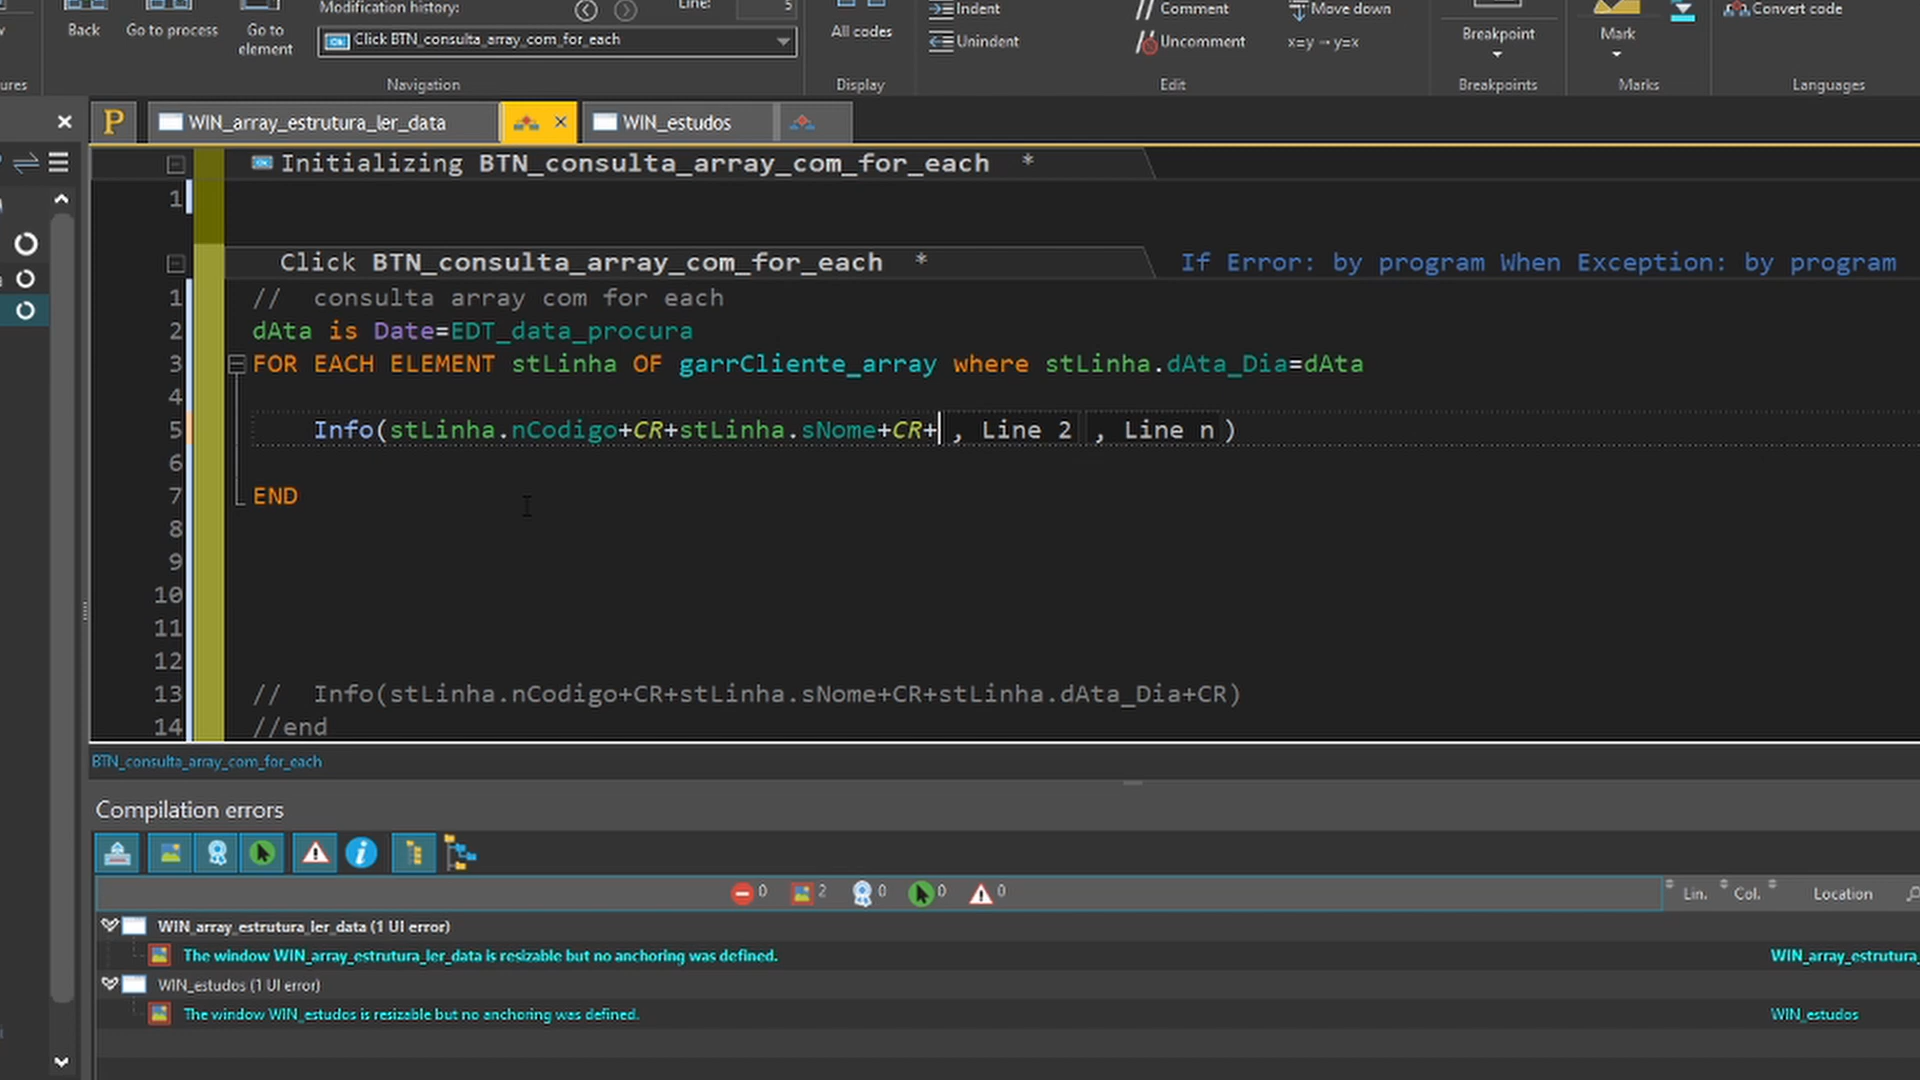 Back
Go to process
Go to
element
Modification history:
Line:
5
Click BTN_consulta_array_com_for_each
Navigation
All codes
Display
Indent
Unindent
Comment
Uncomment
Move down
x=y→y=x
Edit
Breakpoint
Breakpoints
Mark
Marks
Convert code
Languages
ures
P
WIN_array_estrutura_ler_data
WIN_estudos
Initializing BTN_consulta_array_com_for_each *
1
Click BTN_consulta_array_com_for_each *
If Error: by program When Exception: by program
1 // consulta array com for each
2 dAta is Date=EDT_data_procura
3 FOR EACH ELEMENT stLinha OF garrCliente_array where stLinha.dAta_Dia=dAta
4
5 Info(stLinha.nCodigo+CR+stLinha.sNome+CR+ , Line 2 , Line n )
6
7 END
8
9
10
11
12
13 // Info(stLinha.nCodigo+CR+stLinha.sNome+CR+stLinha.dAta_Dia+CR)
14 //end
BTN_consulta_array_com_for_each
Compilation errors
0 2 0 0 0
Lin. Col. Location
WIN_array_estrutura_ler_data (1 UI error)
The window WIN_array_estrutura_ler_data is resizable but no anchoring was defined. WIN_array_estrutura_
WIN_estudos (1 UI error)
The window WIN_estudos is resizable but no anchoring was defined. WIN_estudos